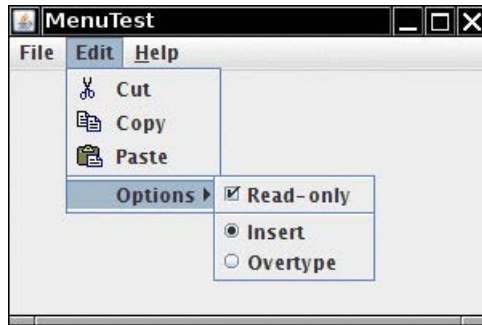 MenuTest
File Edit Help
Cut
Copy
Paste
Options
Read-only
Insert
Overtype